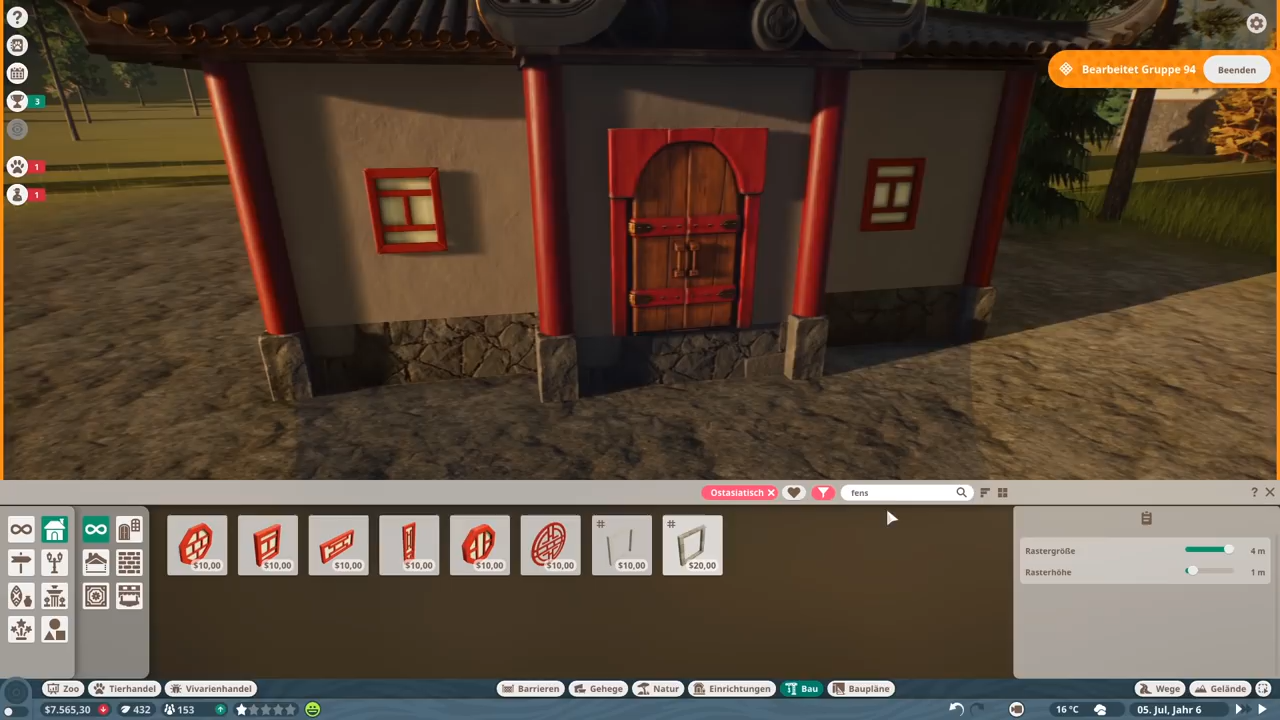 ?
Bearbeitet Gruppe 94
Beenden
3
1
1
Ostasiatisch ×
fens
? ×
$10,00
$10,00
$10,00
$10,00
$10,00
$10,00
# $10,00
# $20,00
Rastergröße 4 m
Rasterhöhe 1 m
Zoo
Tierhandel
Vivarienhandel
Barrieren
Gehege
Natur
Einrichtungen
Bau
Baupläne
Wege
Gelände
$7.565,30
432
153
16 °C
05. Jul, Jahr 6